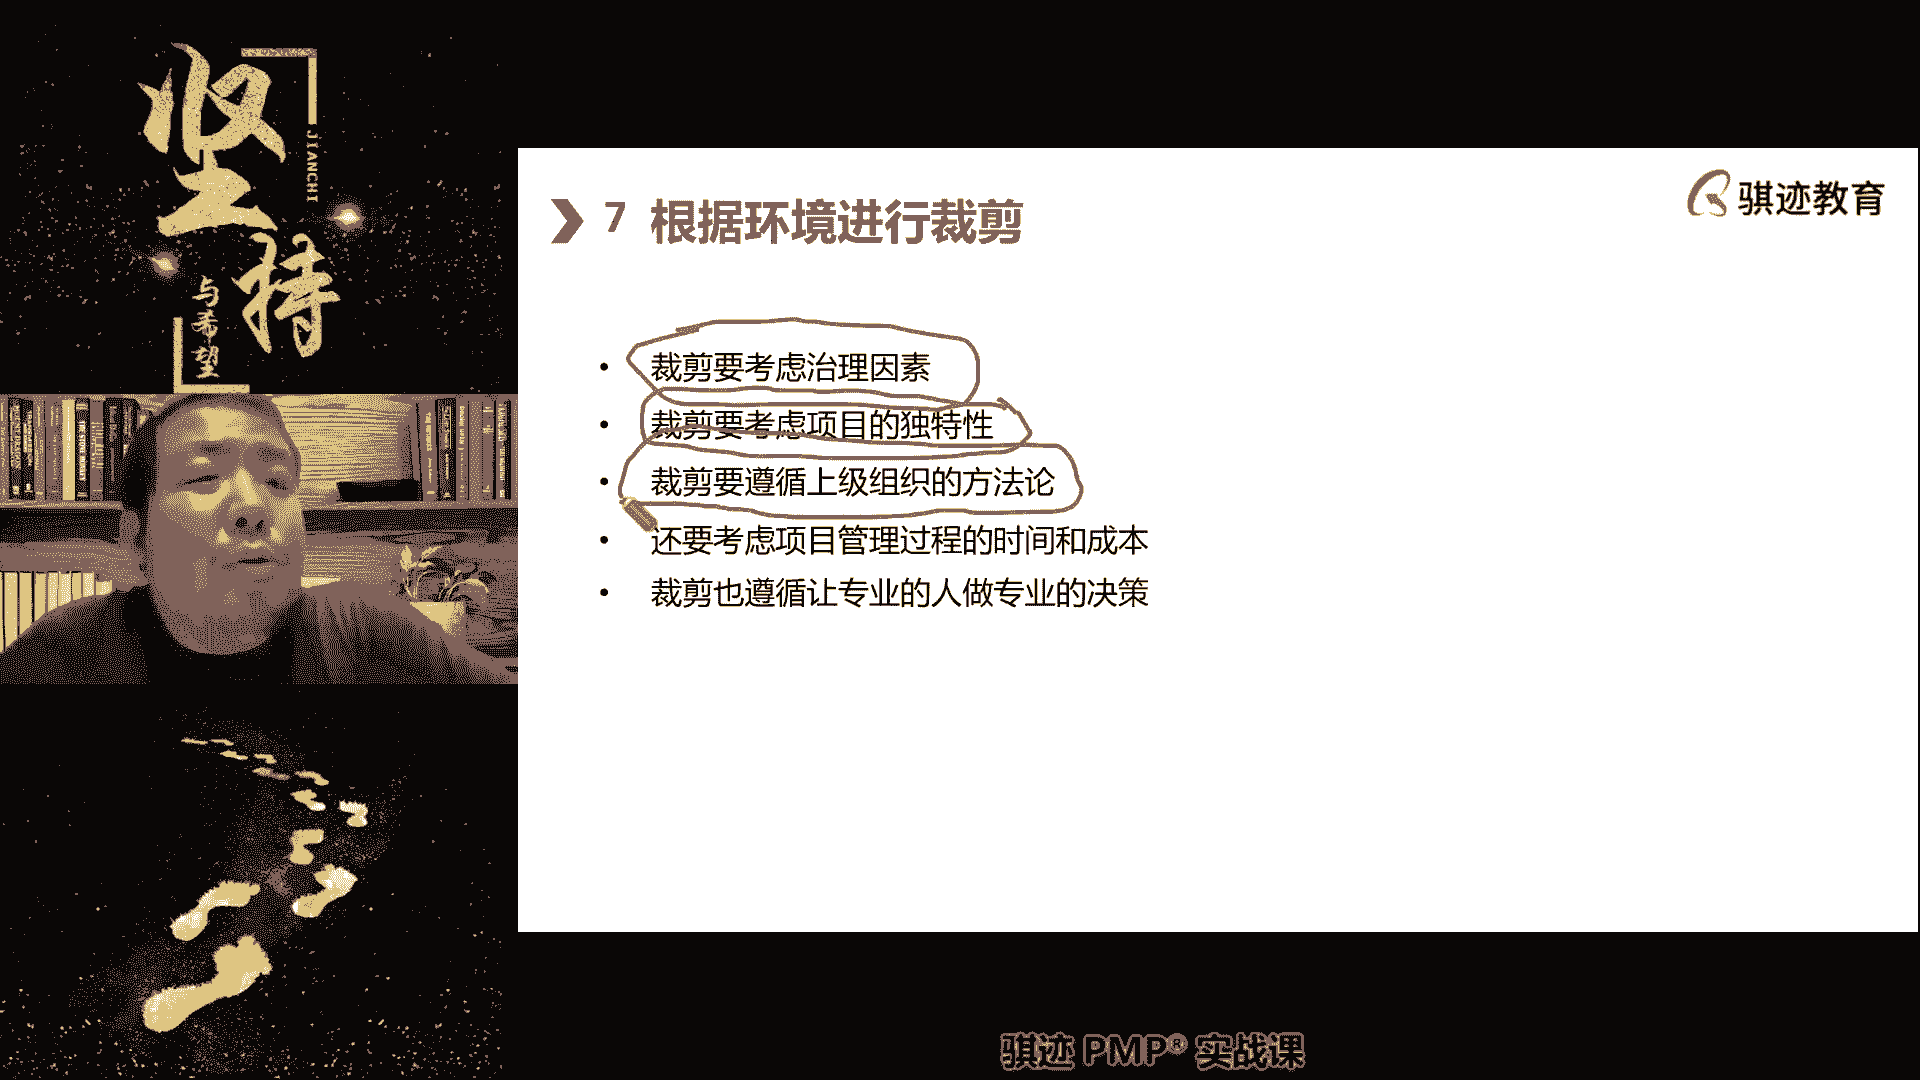 坚持
JIANCHI
与希望
7 根据环境进行裁剪
骐迹教育
• 裁剪要考虑治理因素
• 裁剪要考虑项目的独特性
• 裁剪要遵循上级组织的方法论
• 还要考虑项目管理过程的时间和成本
• 裁剪也遵循让专业的人做专业的决策
骐迹 PMP® 实战课